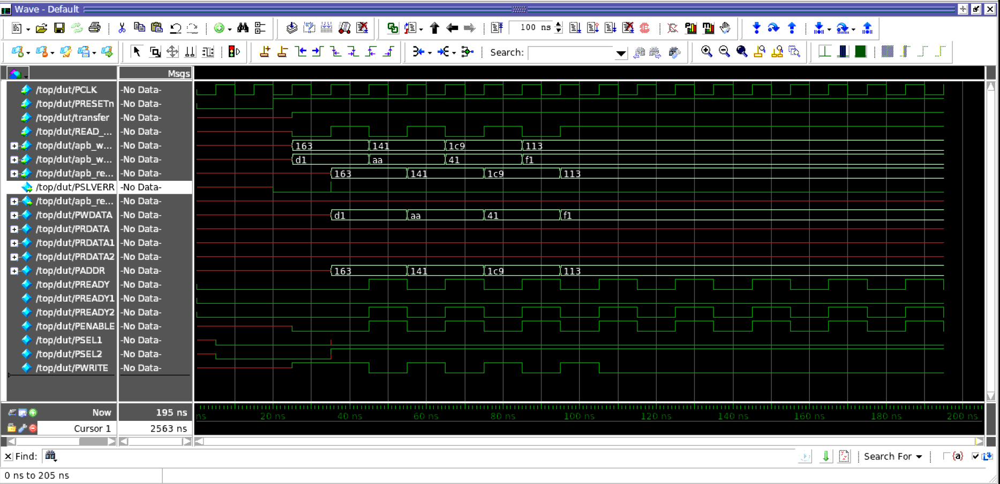 Wave - Default
100 ns
Search:
Msgs
/top/dut/PCLK -No Data-
/top/dut/PRESETn -No Data-
/top/dut/transfer -No Data-
/top/dut/READ_... -No Data-
/top/dut/apb_w... -No Data- 163 141 1c9 113
/top/dut/apb_w... -No Data- d1 aa 41 f1
/top/dut/apb_re... -No Data- 163 141 1c9 113
/top/dut/PSLVERR -No Data-
/top/dut/apb_re... -No Data-
/top/dut/PWDATA -No Data- d1 aa 41 f1
/top/dut/PRDATA -No Data-
/top/dut/PRDATA1 -No Data-
/top/dut/PRDATA2 -No Data-
/top/dut/PADDR -No Data- 163 141 1c9 113
/top/dut/PREADY -No Data-
/top/dut/PREADY1 -No Data-
/top/dut/PREADY2 -No Data-
/top/dut/PENABLE -No Data-
/top/dut/PSEL1 -No Data-
/top/dut/PSEL2 -No Data-
/top/dut/PWRITE -No Data-
Now 195 ns ns 20 ns 40 ns 60 ns 80 ns 100 ns 120 ns 140 ns 160 ns 180 ns 200 ns
Cursor 1 2563 ns
Find: Search For {a}
0 ns to 205 ns